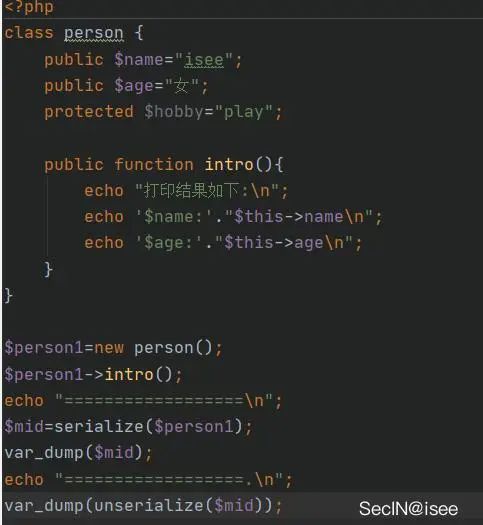 <?php
class person {
    public $name="isee";
    public $age="女";
    protected $hobby="play";

    public function intro(){
        echo "打印结果如下:\n";
        echo '$name:'."$this->name\n";
        echo '$age:'."$this->age\n";
    }
}

$person1=new person();
$person1->intro();
echo "==================\n";
$mid=serialize($person1);
var_dump($mid);
echo "==================.\n";
var_dump(unserialize($mid));
SecIN@isee